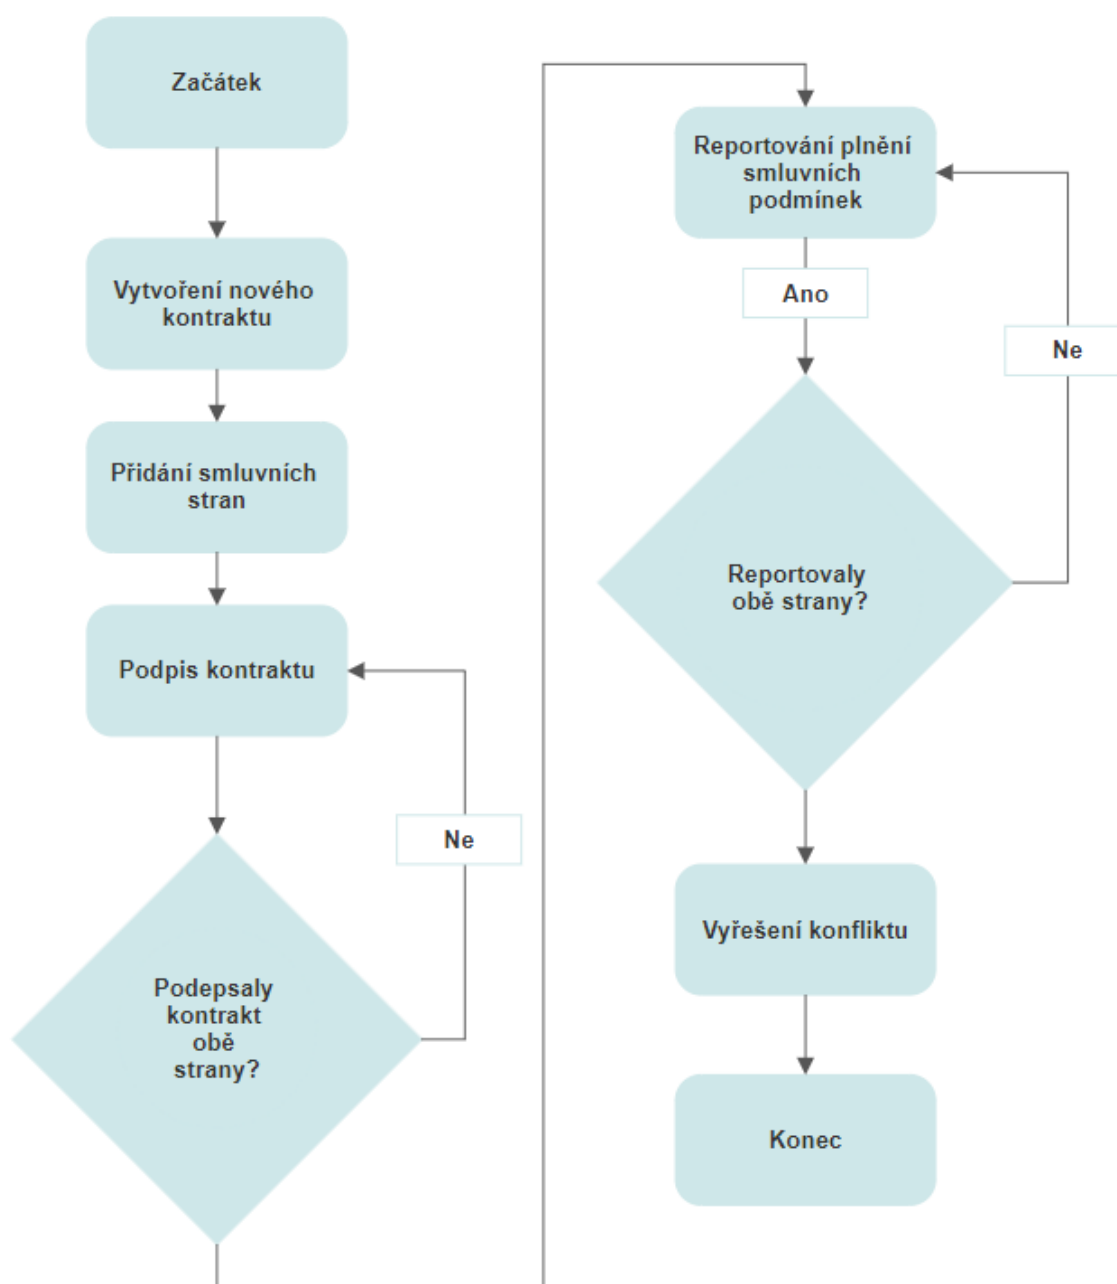 Začátek
Vytvoření nového
kontraktu
Přidání smluvních
stran
Podpis kontraktu
Ne
Podepsaly
kontrakt
obě
strany?
Reportování plnění
smluvních
podmínek
Ano
Ne
Reportovaly
obě strany?
Vyřešení konfliktu
Konec